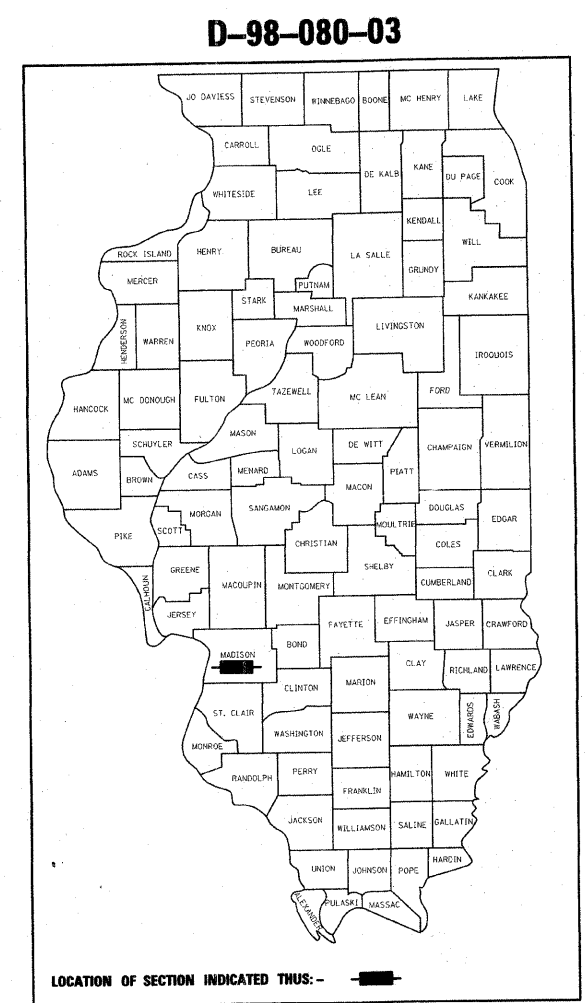 D-98-080-03
JO DAVIESS STEVENSON WINNEBAGO BOONE MC HENRY LAKE
CARROLL OGLE
DE KALB KANE DU PAGE COOK
WHITESIDE LEE
KENDALL WILL
ROCK ISLAND HENRY BUREAU LA SALLE
GRUNDY
MERCER PUTNAM
STARK MARSHALL KANKAKEE
HENDERSON WARREN KNOX PEORIA WOODFORD LIVINGSTON
IROQUOIS
HANCOCK MC DONOUGH FULTON TAZEWELL MC LEAN FORD
MASON
SCHUYLER LOGAN DE WITT CHAMPAIGN VERMILION
ADAMS BROWN CASS MENARD PIATT
MACON
MORGAN SANGAMON DOUGLAS EDGAR
PIKE SCOTT CHRISTIAN MOULTRIE COLES
GREENE MACOUPIN MONTGOMERY SHELBY CLARK
CALHOUN CUMBERLAND
JERSEY FAYETTE EFFINGHAM JASPER CRAWFORD
MADISON BOND
CLAY RICHLAND LAWRENCE
CLINTON MARION
ST. CLAIR WAYNE EDWARDS WABASH
MONROE WASHINGTON JEFFERSON
RANDOLPH PERRY HAMILTON WHITE
FRANKLIN
JACKSON WILLIAMSON SALINE GALLATIN
UNION JOHNSON POPE HARDIN
ALEXANDER PULASKI MASSAC
LOCATION OF SECTION INDICATED THUS:-